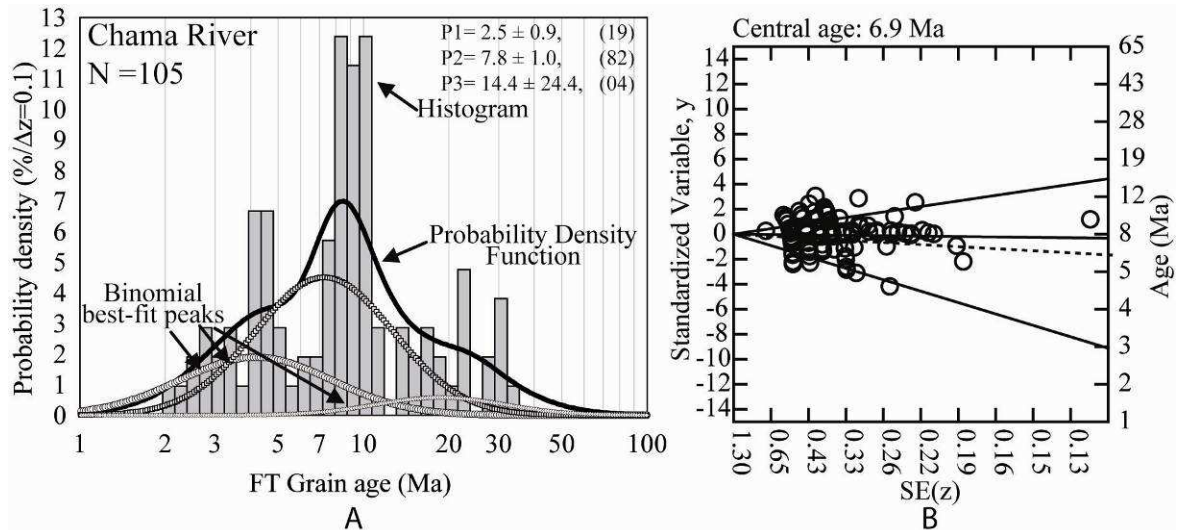 Chama River
N =105
P1= 2.5 ± 0.9, (19)
P2= 7.8 ± 1.0, (82)
P3= 14.4 ± 24.4, (04)
Histogram
Probability Density
Function
Binomial
best-fit peaks
Probability density (%/Δz=0.1)
13
12
11
10
9
8
7
6
5
4
3
2
1
0
1 2 3 5 7 10 20 30 50 100
FT Grain age (Ma)
A
Central age: 6.9 Ma
Standardized Variable, y
14
12
10
8
6
4
2
0
-2
-4
-6
-8
-10
-12
-14
65
43
28
19
12
8
5
4
3
2
1
Age (Ma)
1.30 0.65 0.43 0.33 0.26 0.22 0.19 0.16 0.15 0.13
SE(z)
B